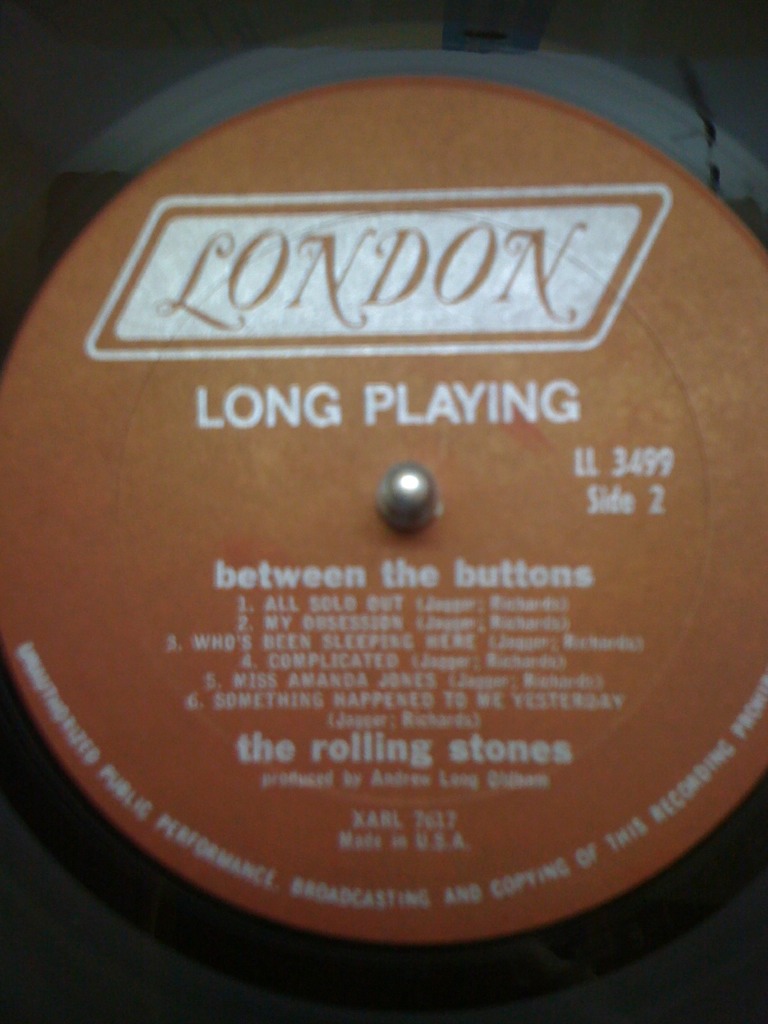 LONDON
LONG PLAYING
LL 3499
Side 2
between the buttons
1. ALL SOLD OUT (Jagger; Richards)
2. MY OBSESSION (Jagger; Richards)
3. WHO'S BEEN SLEEPING HERE (Jagger; Richards)
4. COMPLICATED (Jagger; Richards)
5. MISS AMANDA JONES (Jagger; Richards)
6. SOMETHING HAPPENED TO ME YESTERDAY
(Jagger; Richards)
the rolling stones
produced by Andrew Loog Oldham
XARL 7617
Made in U.S.A.
UNAUTHORIZED PUBLIC PERFORMANCE, BROADCASTING AND COPYING OF THIS RECORDING